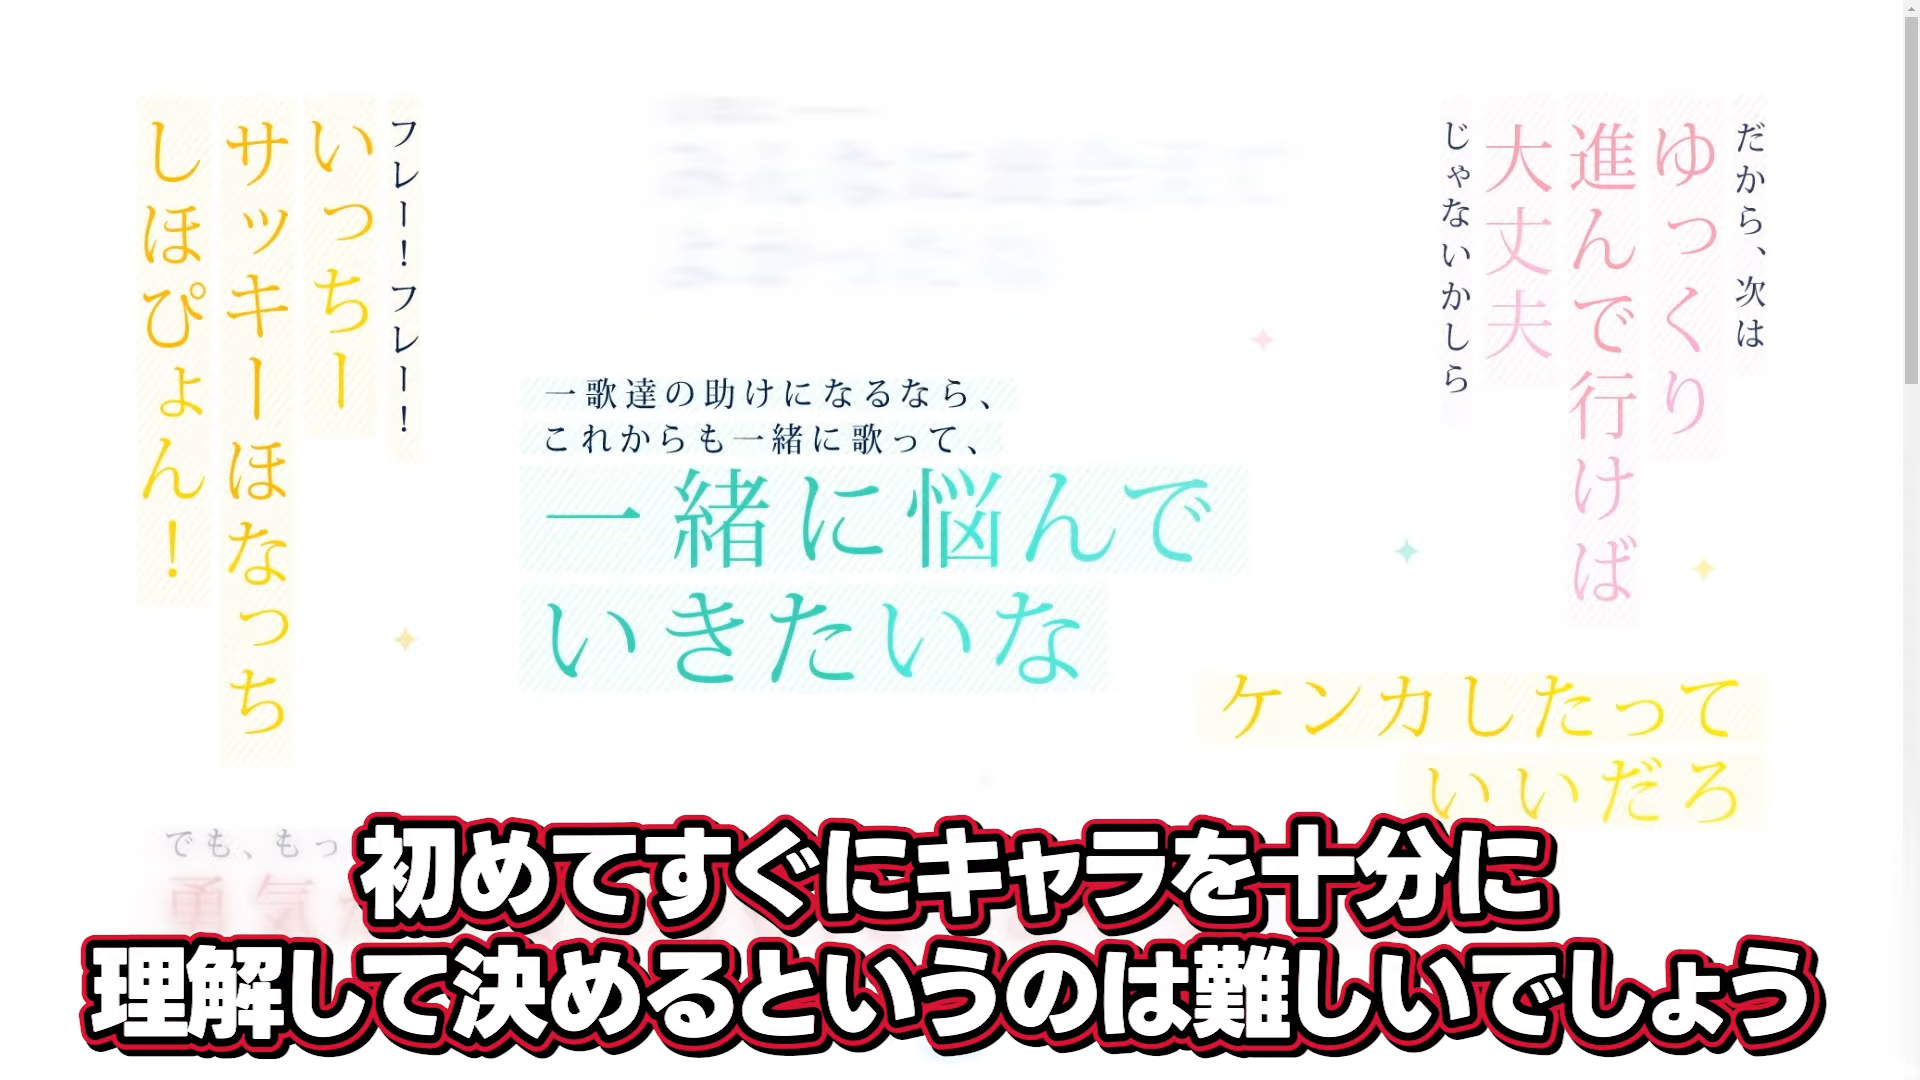 だから、次は
ゆっくり
進んで行けば
大丈夫
じゃないかしら
フレー！フレー！
いっちー
サッキーほなっち
しほぴょん！
一歌達の助けになるなら、
これからも一緒に歌って、
一緒に悩んで
いきたいな
ケンカしたって
いいだろ
でも、もっ
勇気
初めてすぐにキャラを十分に
理解して決めるというのは難しいでしょう